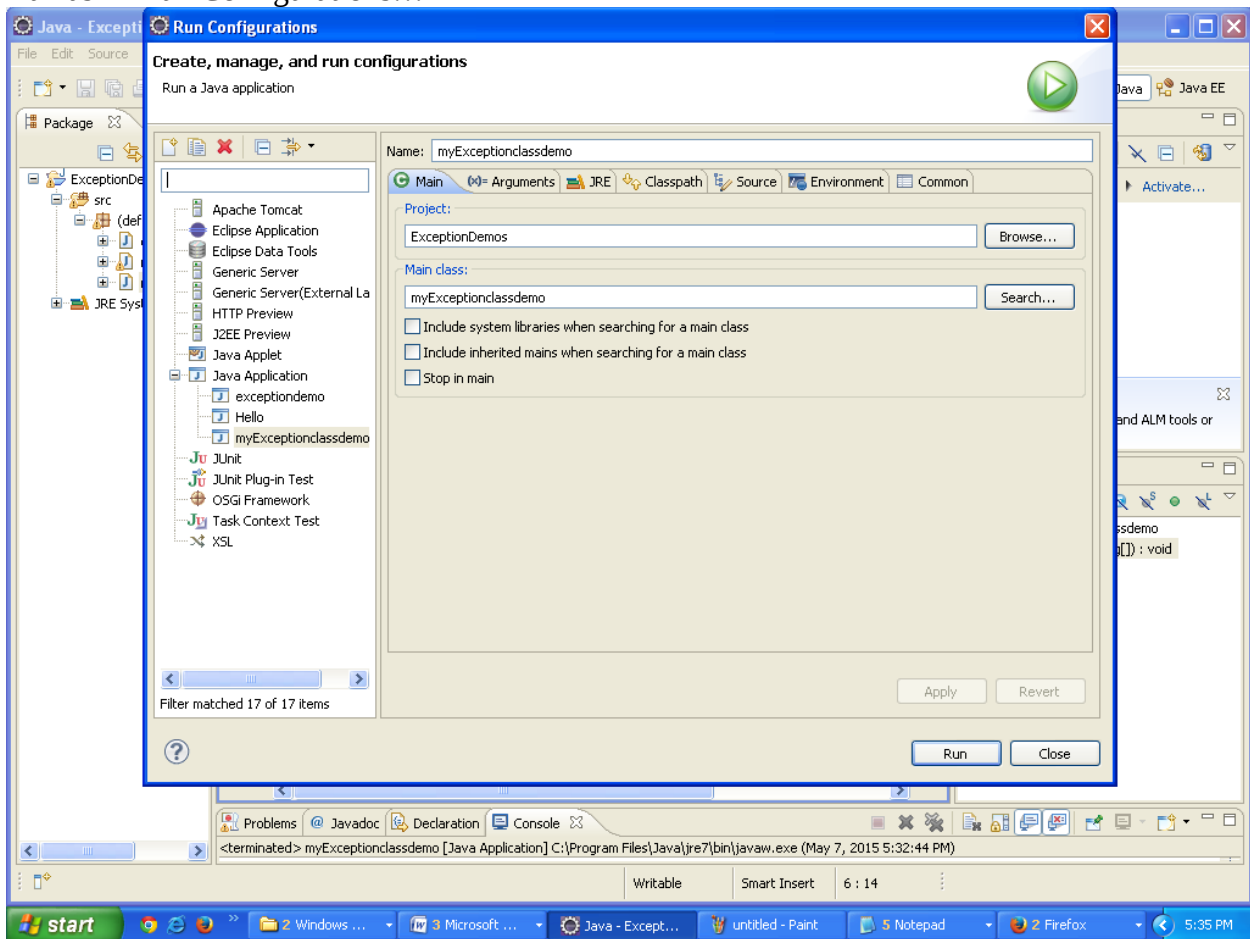 Java - Excepti
Run Configurations
File Edit Source
Create, manage, and run configurations
Run a Java application
Java Java EE
Package
Name: myExceptionclassdemo
Main (x)= Arguments JRE Classpath Source Environment Common
ExceptionDe
src
(def
JRE Sys
Activate...
Apache Tomcat
Eclipse Application
Eclipse Data Tools
Generic Server
Generic Server(External La
HTTP Preview
J2EE Preview
Java Applet
Java Application
exceptiondemo
Hello
myExceptionclassdemo
JUnit
JUnit Plug-in Test
OSGi Framework
Task Context Test
XSL
Filter matched 17 of 17 items
Project:
ExceptionDemos
Browse...
Main class:
myExceptionclassdemo
Search...
Include system libraries when searching for a main class
Include inherited mains when searching for a main class
Stop in main
Apply Revert
Run Close
and ALM tools or
ssdemo
g[]) : void
Problems @ Javadoc Declaration Console
<terminated> myExceptionclassdemo [Java Application] C:\Program Files\Java\jre7\bin\javaw.exe (May 7, 2015 5:32:44 PM)
Writable Smart Insert 6 : 14
start 2 Windows ... 3 Microsoft ... Java - Except... untitled - Paint 5 Notepad 2 Firefox 5:35 PM